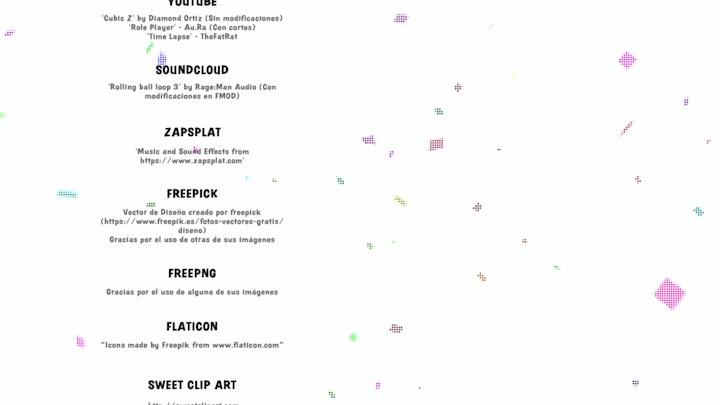 YOUTUBE
'Cubic Z' by Diamond Ortiz (Sin modificaciones)
'Role Player' - Au.Ra (Con cortes)
'Time Lapse' - TheFatRat
SOUNDCLOUD
'Rolling ball loop 3' by Rage:Man Audio (Con
modificaciones en FMOD)
ZAPSPLAT
'Music and Sound Effects from
https://www.zapsplat.com'
FREEPICK
Vector de Diseño creado por freepick
(https://www.freepik.es/fotos-vectores-gratis/
diseno)
Gracias por el uso de otras de sus imágenes
FREEPNG
Gracias por el uso de alguna de sus imágenes
FLATICON
"Icons made by Freepik from www.flaticon.com"
SWEET CLIP ART